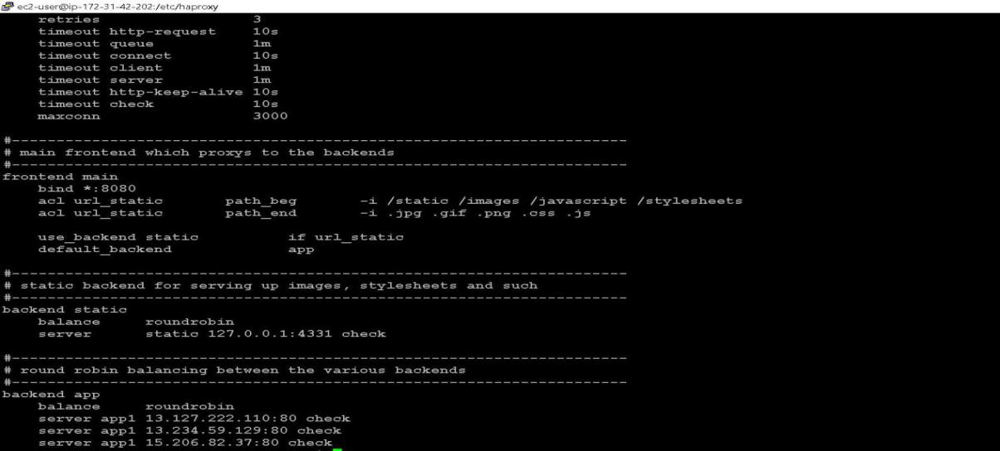 ec2-user@ip-172-31-42-202:/etc/haproxy
    retries                 3
    timeout http-request    10s
    timeout queue           1m
    timeout connect         10s
    timeout client          1m
    timeout server          1m
    timeout http-keep-alive 10s
    timeout check           10s
    maxconn                 3000
#---------------------------------------------------------------------
# main frontend which proxys to the backends
#---------------------------------------------------------------------
frontend main
    bind *:8080
    acl url_static       path_beg       -i /static /images /javascript /stylesheets
    acl url_static       path_end       -i .jpg .gif .png .css .js
    use_backend static          if url_static
    default_backend             app
#---------------------------------------------------------------------
# static backend for serving up images, stylesheets and such
#---------------------------------------------------------------------
backend static
    balance     roundrobin
    server      static 127.0.0.1:4331 check
#---------------------------------------------------------------------
# round robin balancing between the various backends
#---------------------------------------------------------------------
backend app
    balance     roundrobin
    server app1 13.127.222.110:80 check
    server app1 13.234.59.129:80 check
    server app1 15.206.82.37:80 check